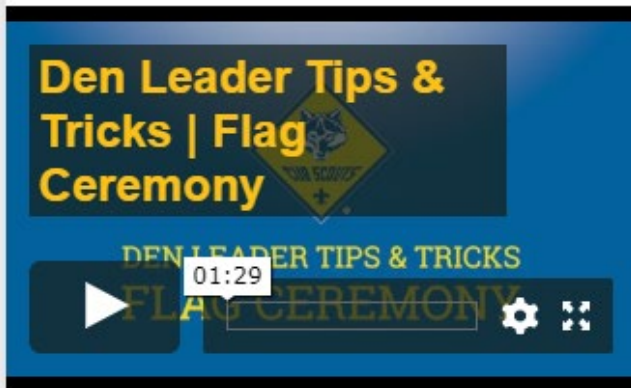 Den Leader Tips &
Tricks | Flag
Ceremony
CUB SCOUTS
DEN LEADER TIPS & TRICKS
01:29
FLAG CEREMONY